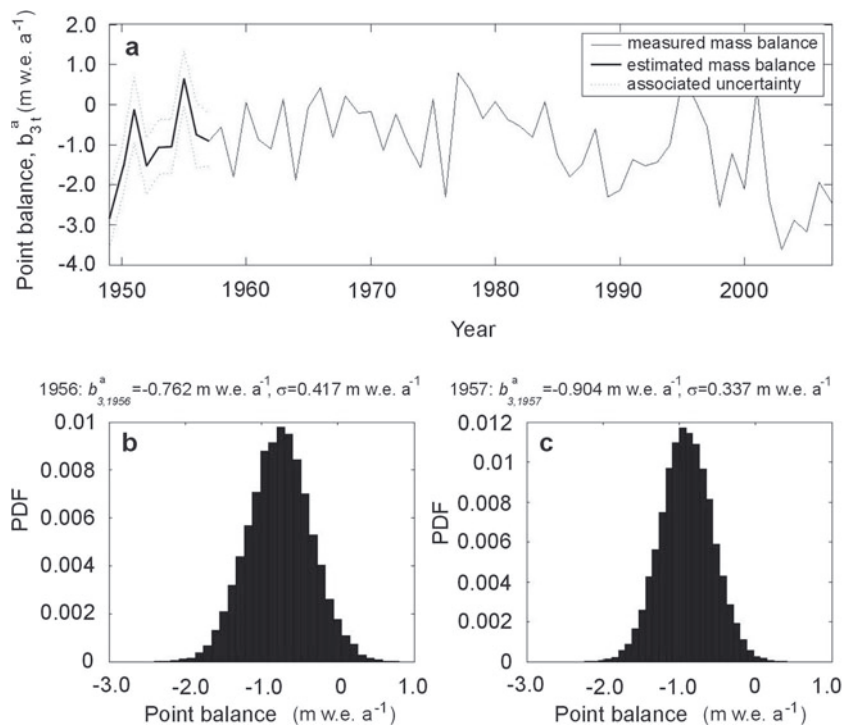 2.0
1.0
0
-1.0
-2.0
-3.0
-4.0
Point balance, b^a_3 t (m w.e. a^-1)
a
measured mass balance
estimated mass balance
associated uncertainty
1950 1960 1970 1980 1990 2000
Year
1956: b^a_3,1956 =-0.762 m w.e. a^-1, σ=0.417 m w.e. a^-1
b
0.01
0.008
0.006
0.004
0.002
0
PDF
-3.0 -2.0 -1.0 0 1.0
Point balance (m w.e. a^-1)
1957: b^a_3,1957 =-0.904 m w.e. a^-1, σ=0.337 m w.e. a^-1
c
0.012
0.01
0.008
0.006
0.004
0.002
0
PDF
-3.0 -2.0 -1.0 0 1.0
Point balance (m w.e. a^-1)